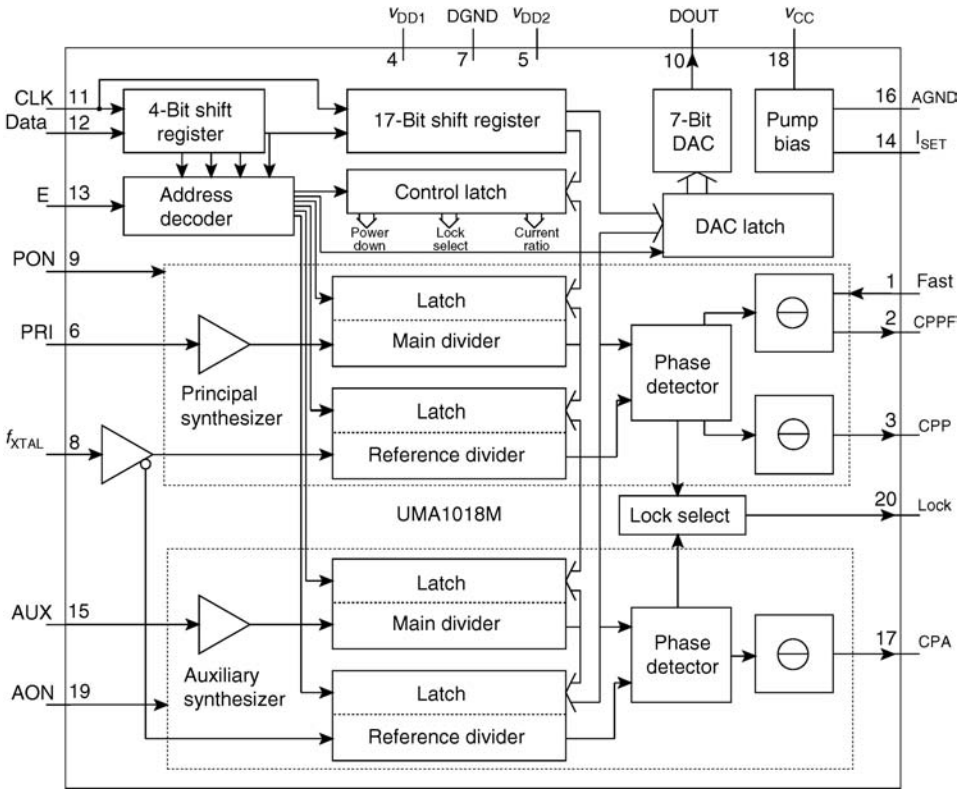 vDD1 DGND vDD2 DOUT vCC
4 7 5 10 18
CLK 11
Data 12
4-Bit shift
register
17-Bit shift register
7-Bit
DAC
Pump
bias
16 AGND
14 ISET
E 13
Address
decoder
Control latch
Power
down
Lock
select
Current
ratio
DAC latch
PON 9
PRI 6
Principal
synthesizer
Latch
Main divider
Latch
Reference divider
Phase
detector
1 Fast
2 CPPF
3 CPP
fXTAL 8
UMA1018M
Lock select
20 Lock
AUX 15
AON 19
Auxiliary
synthesizer
Latch
Main divider
Latch
Reference divider
Phase
detector
17 CPA